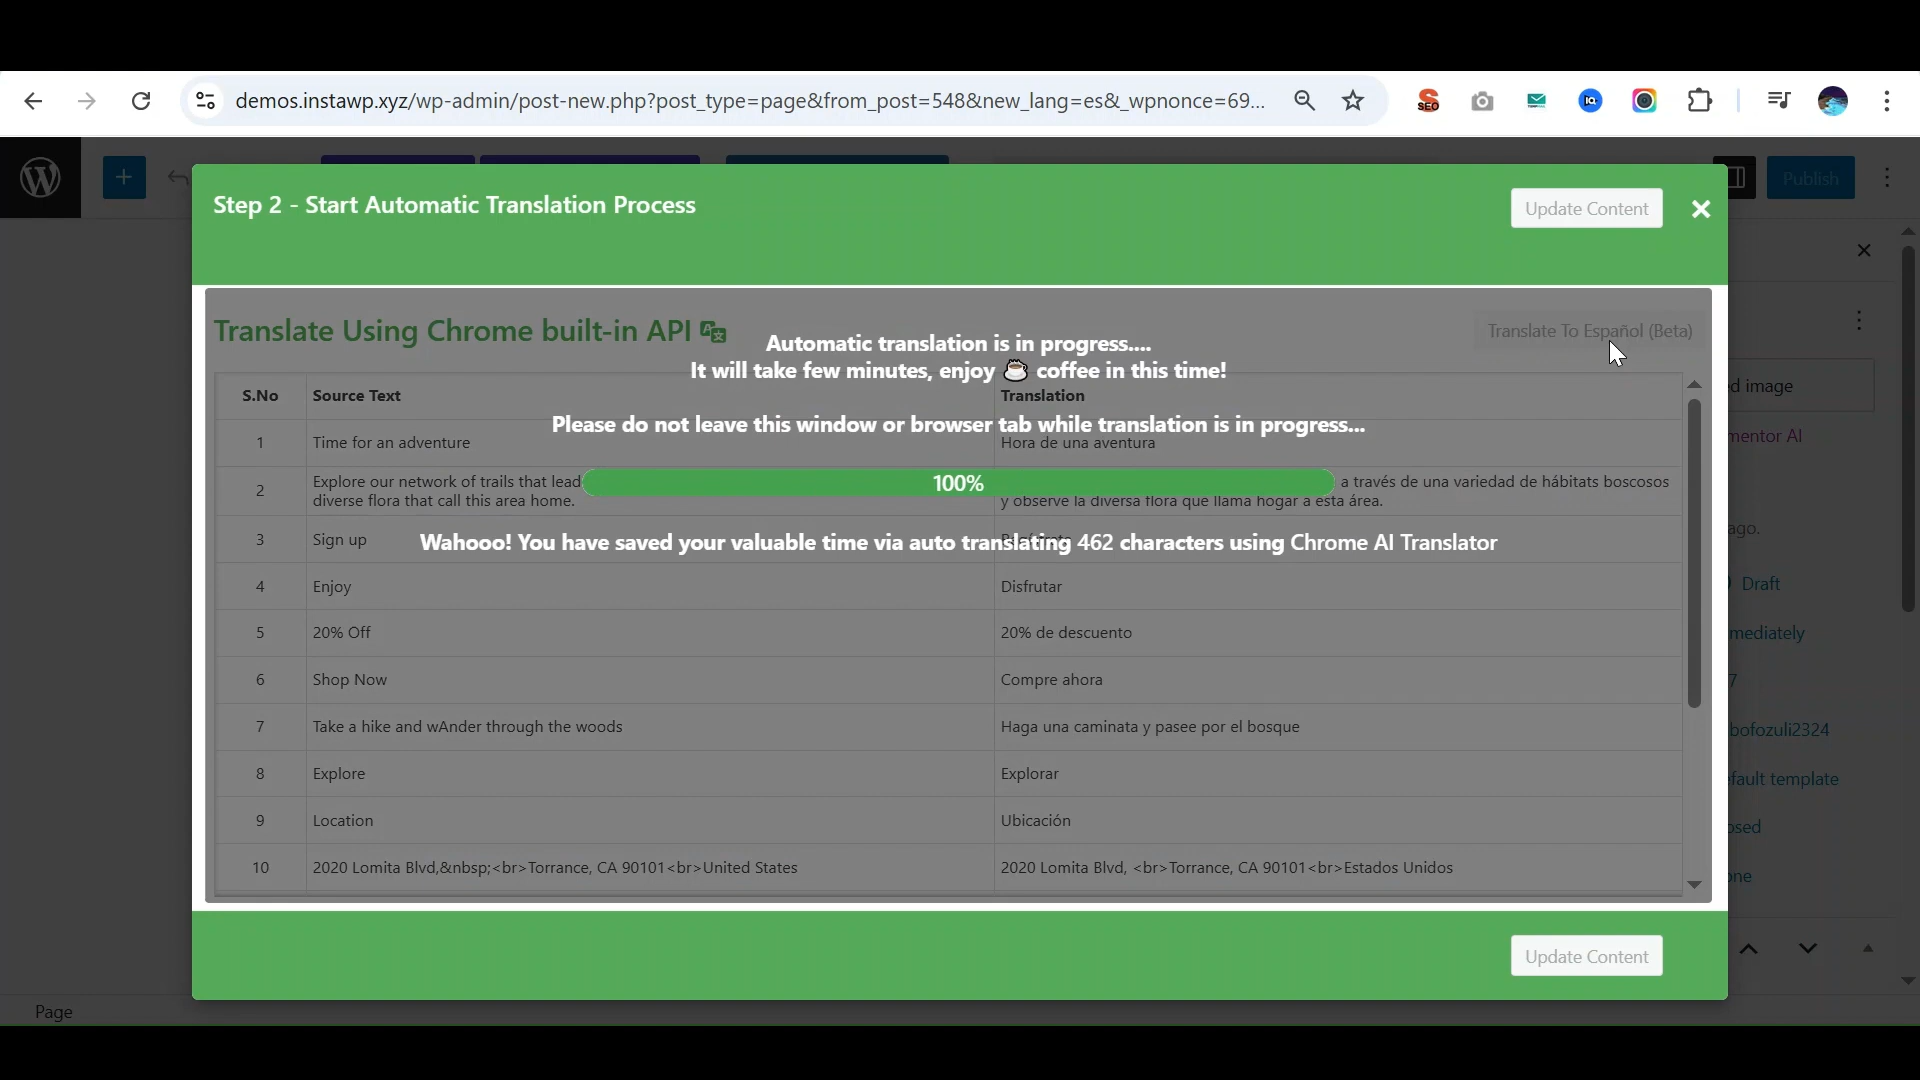 demos.instawp.xyz/wp-admin/post-new.php?post_type=page&from_post=548&new_lang=es&_wpnonce=69...
SEO
IQ
Publish
Step 2 - Start Automatic Translation Process
Update Content
Translate Using Chrome built-in API
Translate To Español (Beta)
Automatic translation is in progress....
It will take few minutes, enjoy ☕ coffee in this time!
Please do not leave this window or browser tab while translation is in progress...
100%
Wahooo! You have saved your valuable time via auto translating 462 characters using Chrome AI Translator
S.No Source Text Translation
1 Time for an adventure Hora de una aventura
2 Explore our network of trails that lead a través de una variedad de hábitats boscosos
diverse flora that call this area home. y observe la diversa flora que llama hogar a esta área.
3 Sign up
4 Enjoy Disfrutar
5 20% Off 20% de descuento
6 Shop Now Compre ahora
7 Take a hike and wAnder through the woods Haga una caminata y pasee por el bosque
8 Explore Explorar
9 Location Ubicación
10 2020 Lomita Blvd,&nbsp;<br>Torrance, CA 90101<br>United States 2020 Lomita Blvd, <br>Torrance, CA 90101<br>Estados Unidos
Update Content
d image
mentor AI
ago.
Draft
mediately
7
bofozuli2324
fault template
osed
one
Page